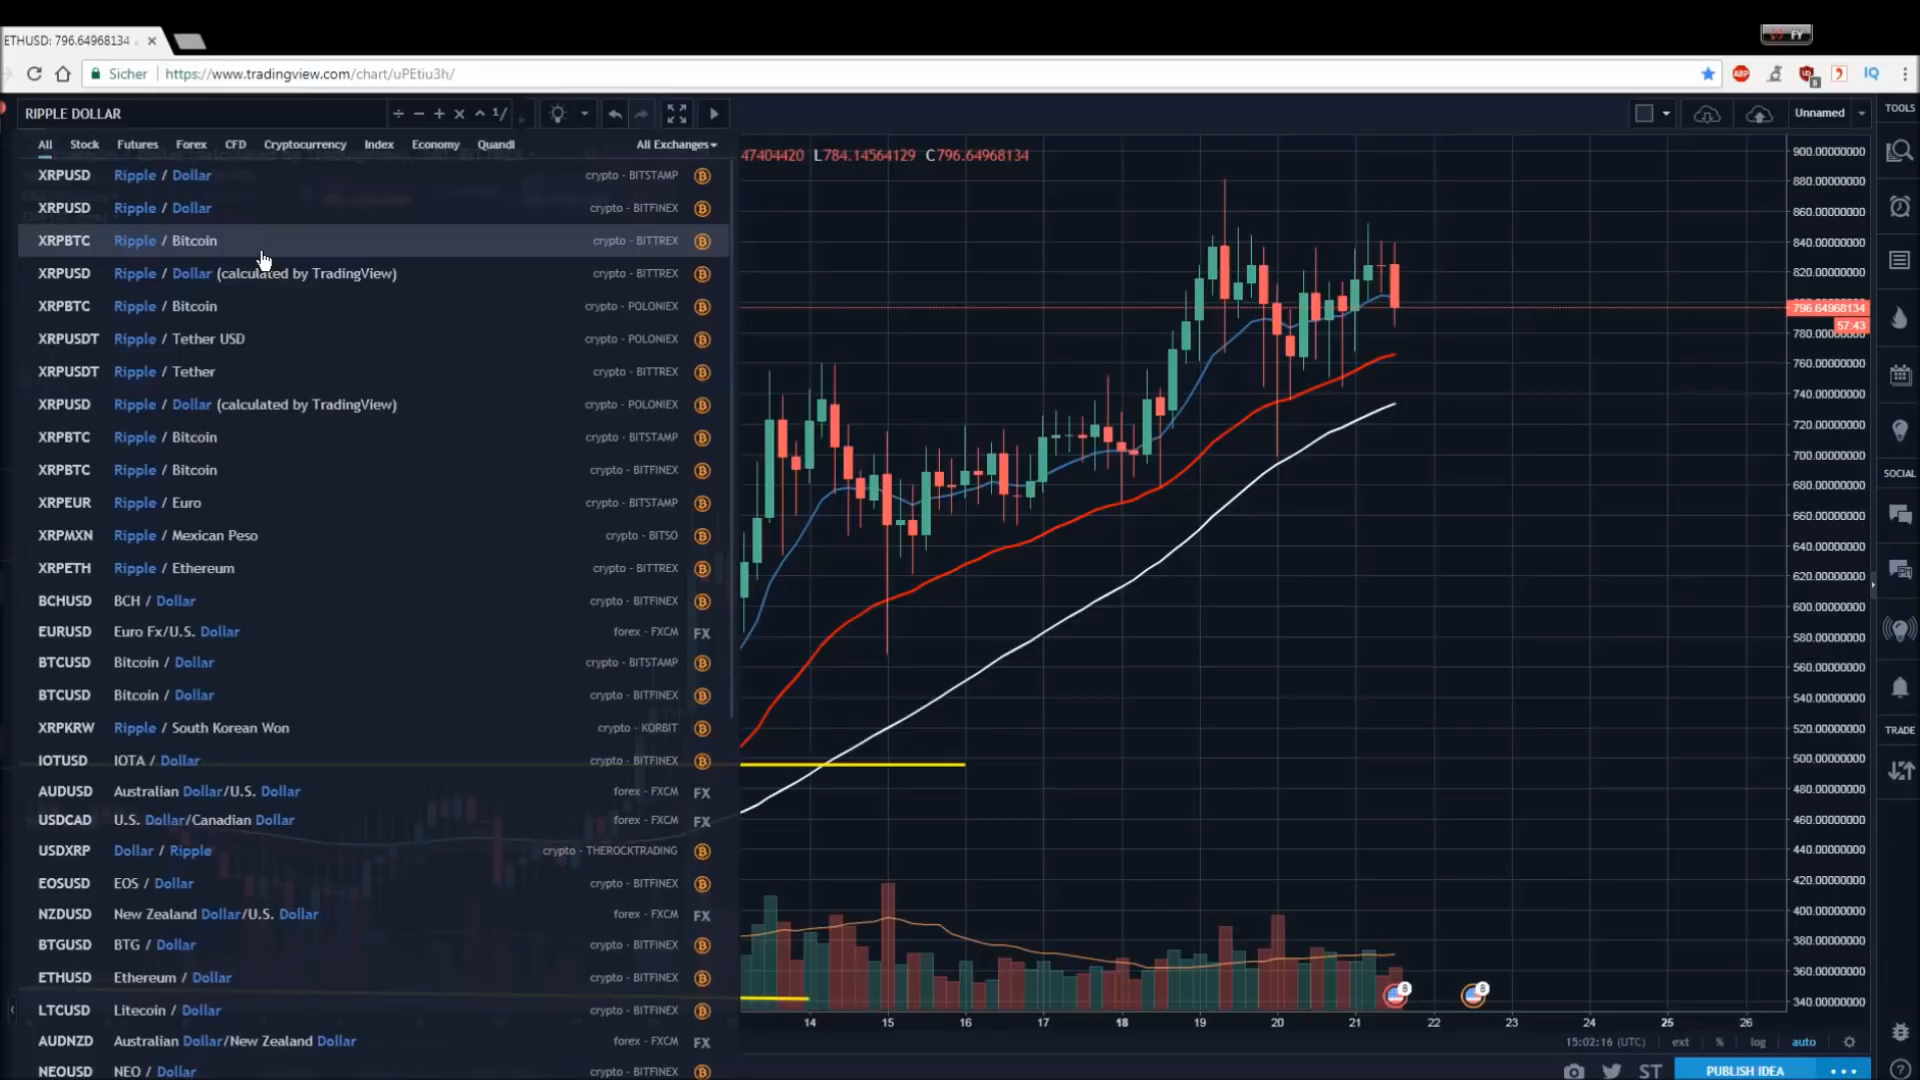 ETHUSD: 796.64968134
FY
Sicher https://www.tradingview.com/chart/uPEtiu3h/
ABP IQ
RIPPLE DOLLAR
Unnamed
TOOLS
All Stock Futures Forex CFD Cryptocurrency Index Economy Quandl All Exchanges
47404420 L784.14564129 C796.64968134
XRPUSD Ripple / Dollar crypto - BITSTAMP
XRPUSD Ripple / Dollar crypto - BITFINEX
XRPBTC Ripple / Bitcoin crypto - BITTREX
XRPUSD Ripple / Dollar (calculated by TradingView) crypto - BITTREX
XRPBTC Ripple / Bitcoin crypto - POLONIEX
XRPUSDT Ripple / Tether USD crypto - POLONIEX
XRPUSDT Ripple / Tether crypto - BITTREX
XRPUSD Ripple / Dollar (calculated by TradingView) crypto - POLONIEX
XRPBTC Ripple / Bitcoin crypto - BITSTAMP
XRPBTC Ripple / Bitcoin crypto - BITFINEX
XRPEUR Ripple / Euro crypto - BITSTAMP
XRPMXN Ripple / Mexican Peso crypto - BITSO
XRPETH Ripple / Ethereum crypto - BITTREX
BCHUSD BCH / Dollar crypto - BITFINEX
EURUSD Euro Fx/U.S. Dollar forex - FXCM FX
BTCUSD Bitcoin / Dollar crypto - BITSTAMP
BTCUSD Bitcoin / Dollar crypto - BITFINEX
XRPKRW Ripple / South Korean Won crypto - KORBIT
IOTUSD IOTA / Dollar crypto - BITFINEX
AUDUSD Australian Dollar/U.S. Dollar forex - FXCM FX
USDCAD U.S. Dollar/Canadian Dollar forex - FXCM FX
USDXRP Dollar / Ripple crypto - THEROCKTRADING
EOSUSD EOS / Dollar crypto - BITFINEX
NZDUSD New Zealand Dollar/U.S. Dollar forex - FXCM FX
BTGUSD BTG / Dollar crypto - BITFINEX
ETHUSD Ethereum / Dollar crypto - BITFINEX
LTCUSD Litecoin / Dollar crypto - BITFINEX
AUDNZD Australian Dollar/New Zealand Dollar forex - FXCM FX
NEOUSD NEO / Dollar crypto - BITFINEX
900.00000000
880.00000000
860.00000000
840.00000000
820.00000000
796.64968134
57:43
780.00000000
760.00000000
740.00000000
720.00000000
700.00000000
680.00000000
660.00000000
640.00000000
620.00000000
600.00000000
580.00000000
560.00000000
540.00000000
520.00000000
500.00000000
480.00000000
460.00000000
440.00000000
420.00000000
400.00000000
380.00000000
360.00000000
340.00000000
8 8
14 15 16 17 18 19 20 21 22 23 24 25 26
15:02:16 (UTC) ext % log auto
ST PUBLISH IDEA
SOCIAL
TRADE